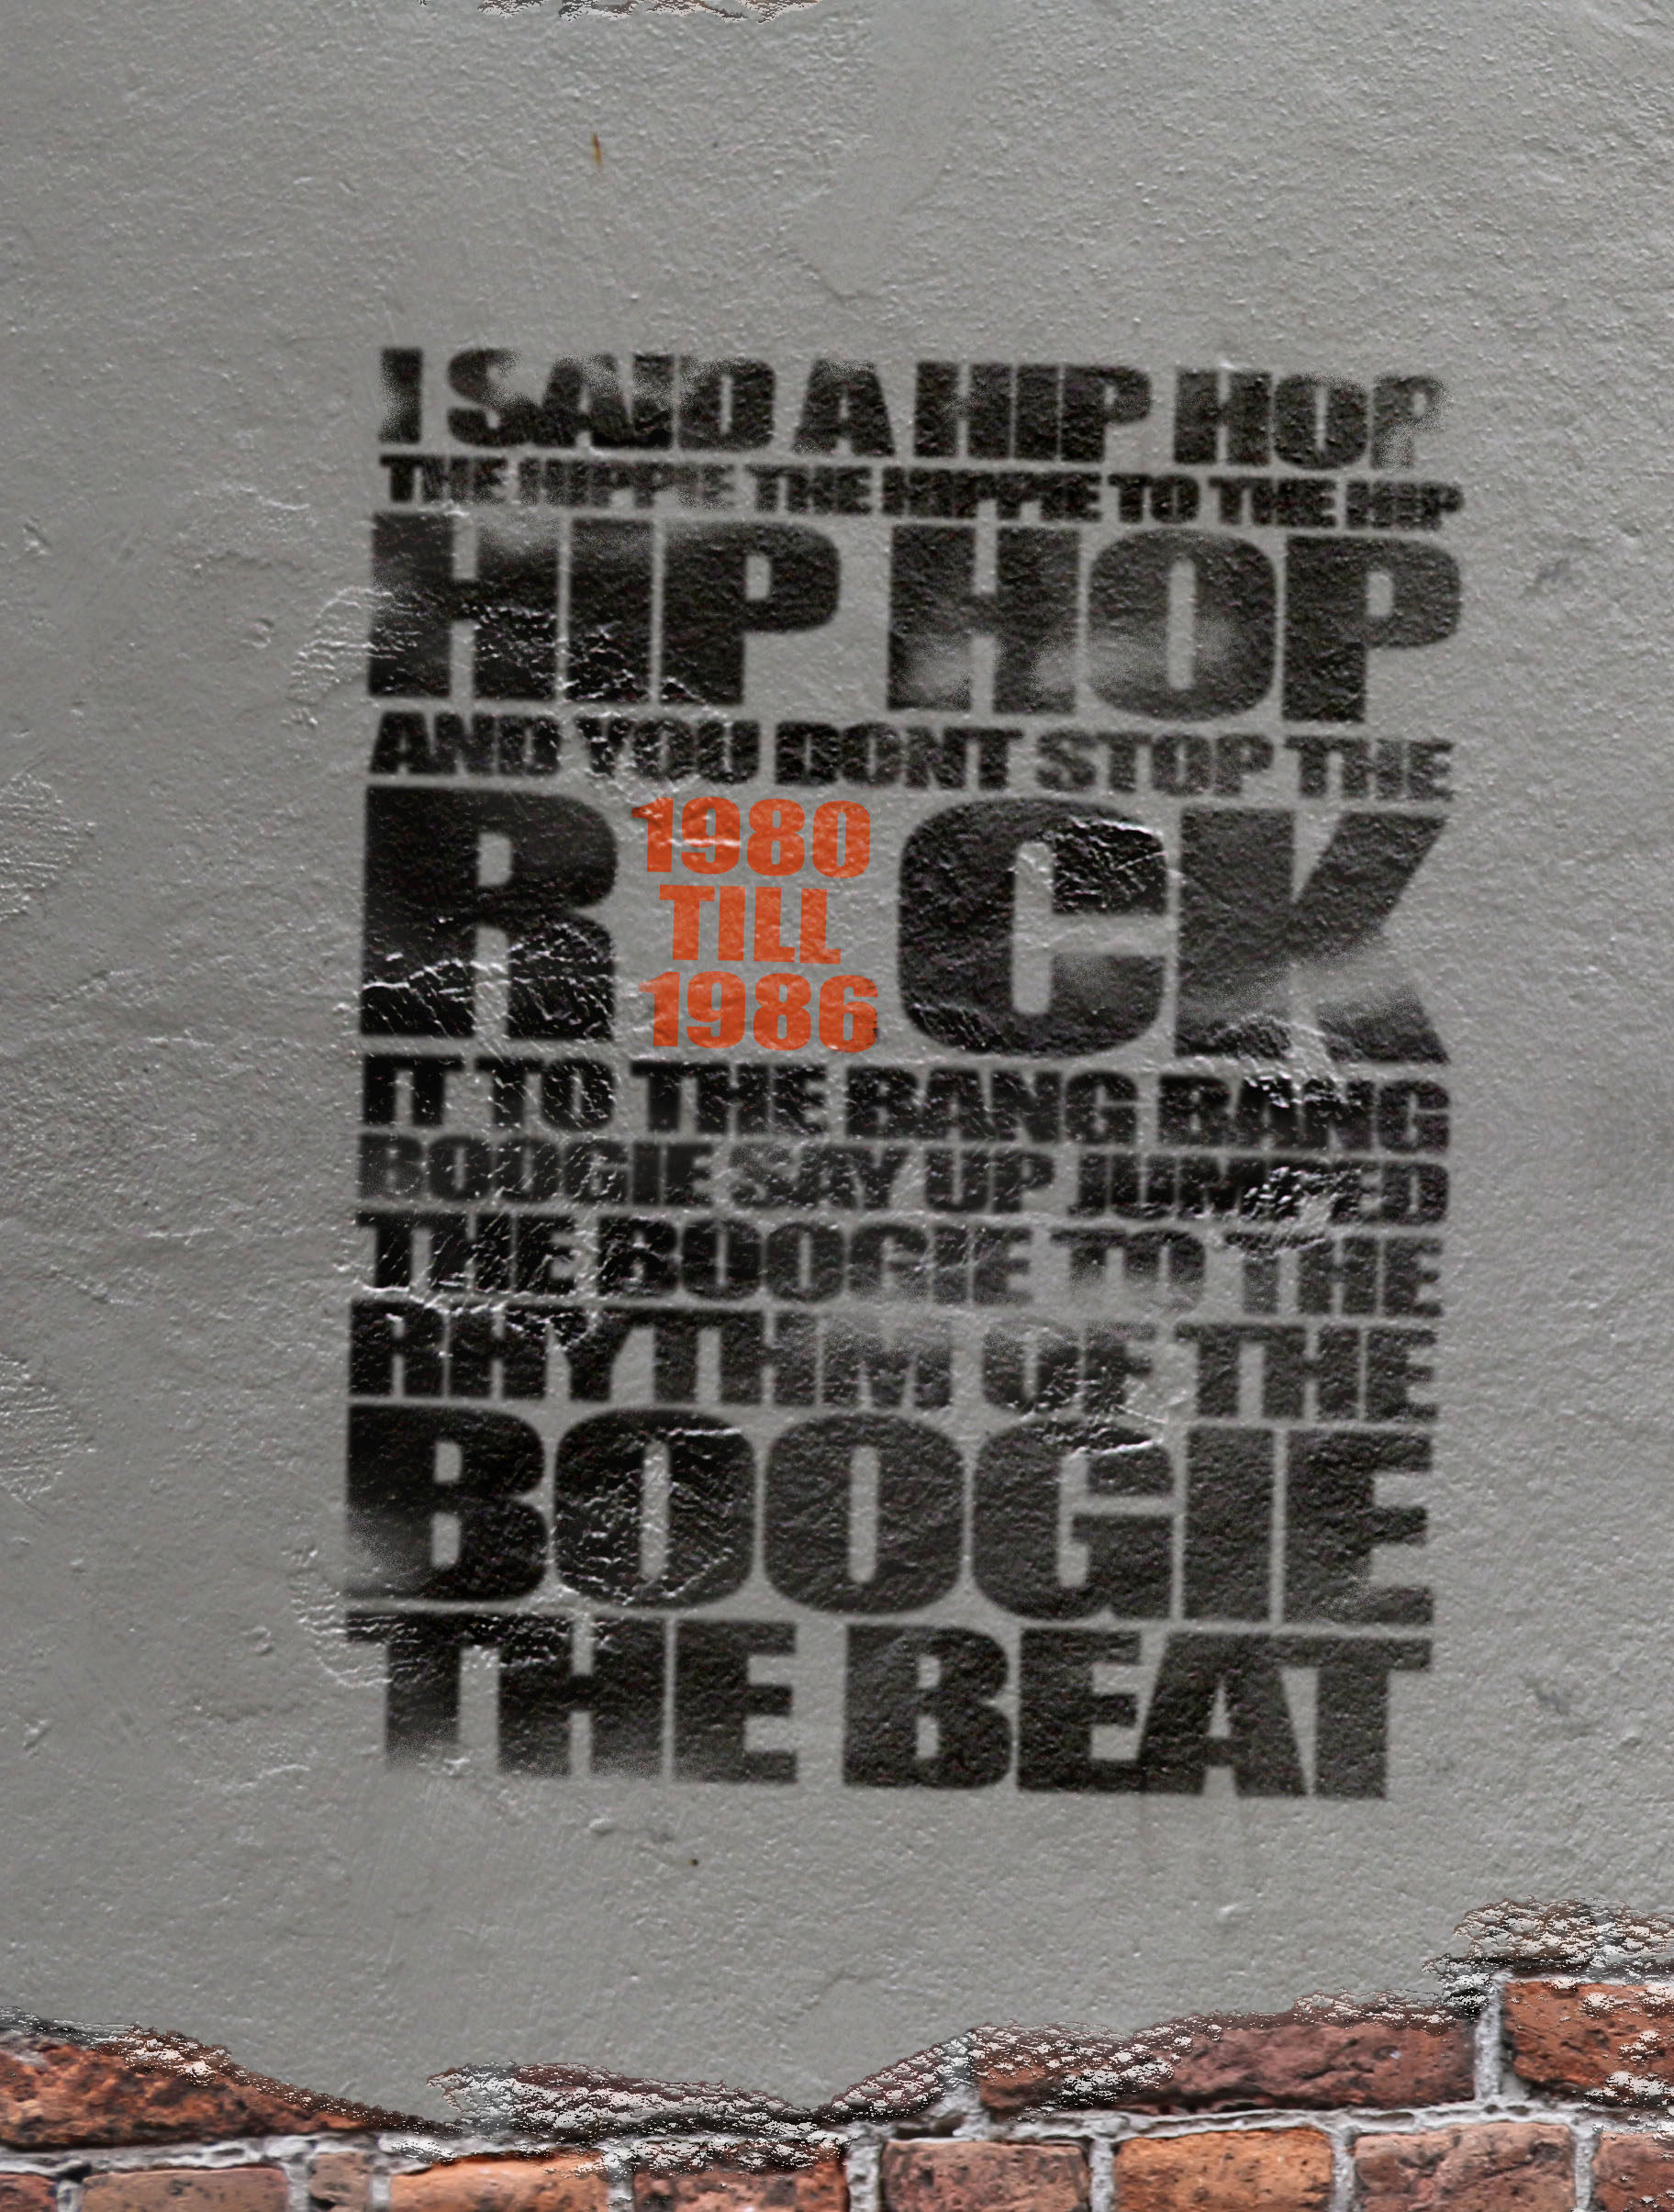 I SAID A HIP HOP
THE HIPPIE THE HIPPIE TO THE HIP
HIP HOP
AND YOU DONT STOP THE
R CK
1980
TILL
1986
IT TO THE BANG BANG
BOOGIE SAY UP JUMPED
THE BOOGIE TO THE
RHYTHM OF THE
BOOGIE
THE BEAT